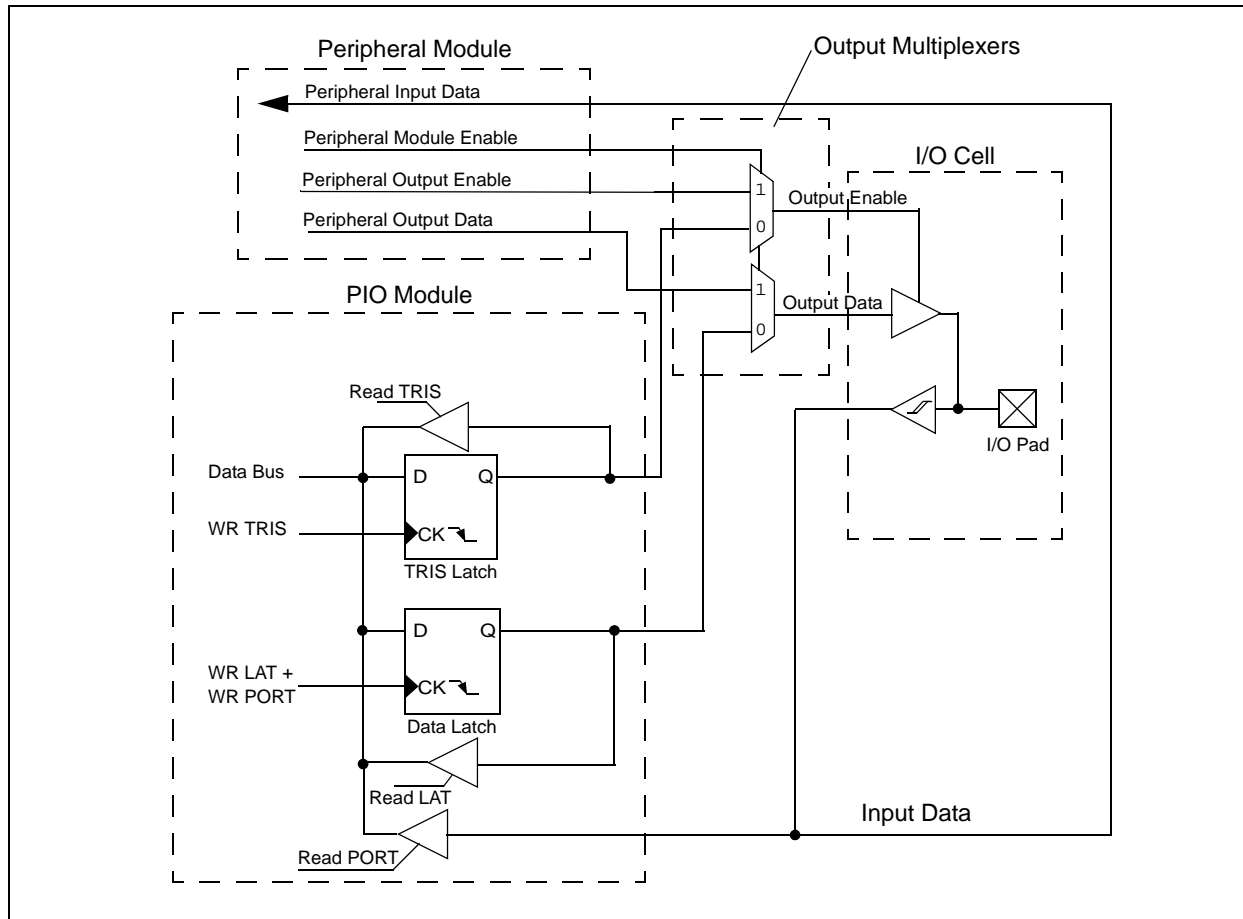 Peripheral Module
Output Multiplexers
Peripheral Input Data
Peripheral Module Enable
I/O Cell
Peripheral Output Enable
1
Output Enable
Peripheral Output Data
0
PIO Module
1
Output Data
0
Read TRIS
I/O Pad
Data Bus
D
Q
WR TRIS
CK
TRIS Latch
D
Q
WR LAT +
WR PORT
CK
Data Latch
Read LAT
Input Data
Read PORT